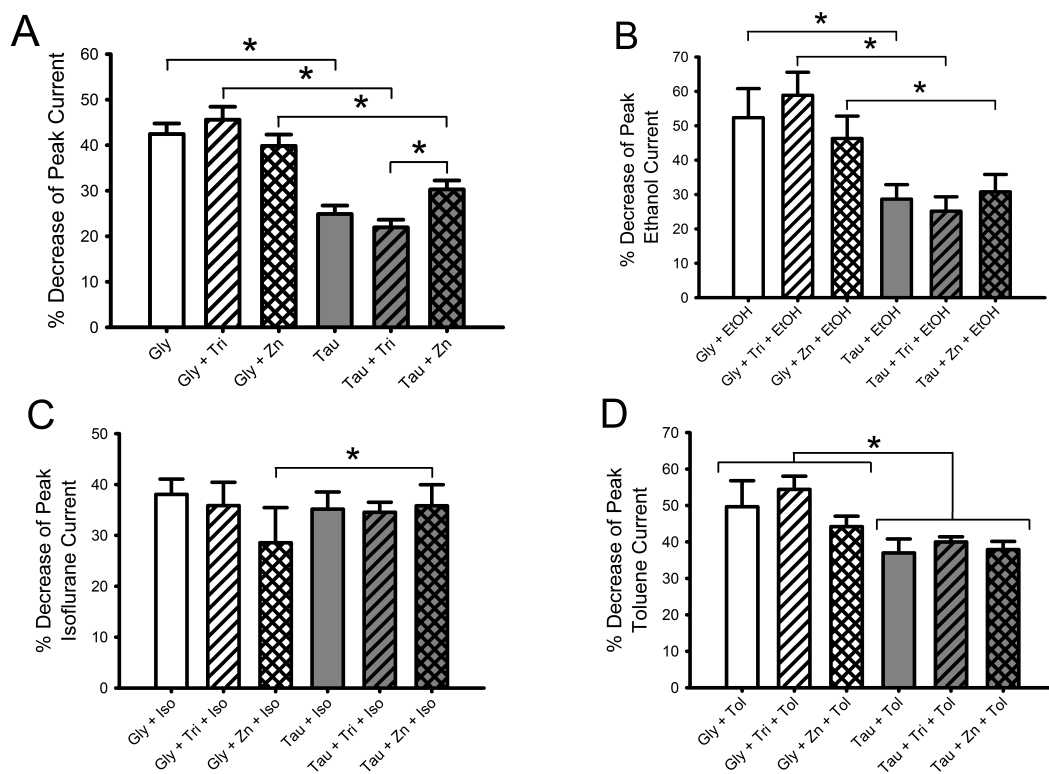 A
% Decrease of Peak Current
60
50
40
30
20
10
0
*
*
*
*
Gly
Gly + Tri
Gly + Zn
Tau
Tau + Tri
Tau + Zn
B
% Decrease of Peak
Ethanol Current
70
60
50
40
30
20
10
0
*
*
*
Gly + EtOH
Gly + Tri + EtOH
Gly + Zn + EtOH
Tau + EtOH
Tau + Tri + EtOH
Tau + Zn + EtOH
C
% Decrease of Peak
Isoflurane Current
50
40
30
20
10
0
*
Gly + Iso
Gly + Tri + Iso
Gly + Zn + Iso
Tau + Iso
Tau + Tri + Iso
Tau + Zn + Iso
D
% Decrease of Peak
Toluene Current
70
60
50
40
30
20
10
0
*
Gly + Tol
Gly + Tri + Tol
Gly + Zn + Tol
Tau + Tol
Tau + Tri + Tol
Tau + Zn + Tol